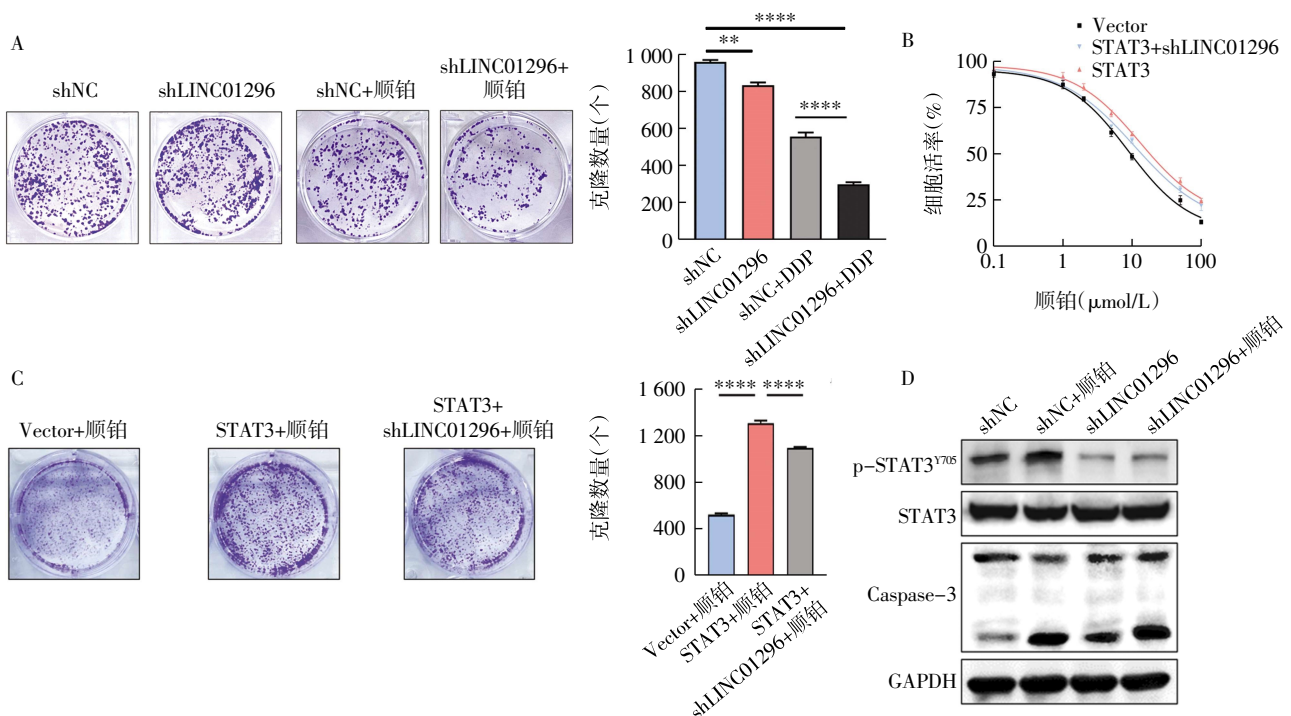 A
shNC
shLINC01296
shNC+顺铂
shLINC01296+
顺铂
****
**
****
克隆数量(个)
1 000
800
600
400
200
0
shNC
shLINC01296
shNC+DDP
shLINC01296+DDP
B
Vector
STAT3+shLINC01296
STAT3
细胞活率(%)
100
75
50
25
0
0.1
1
10
100
顺铂(μmol/L)
C
Vector+顺铂
STAT3+顺铂
STAT3+
shLINC01296+顺铂
**** ****
克隆数量(个)
1 600
1 200
800
400
0
Vector+顺铂
STAT3+顺铂
STAT3+
shLINC01296+顺铂
D
shNC
shNC+顺铂
shLINC01296
shLINC01296+顺铂
p-STAT3Y705
STAT3
Caspase-3
GAPDH